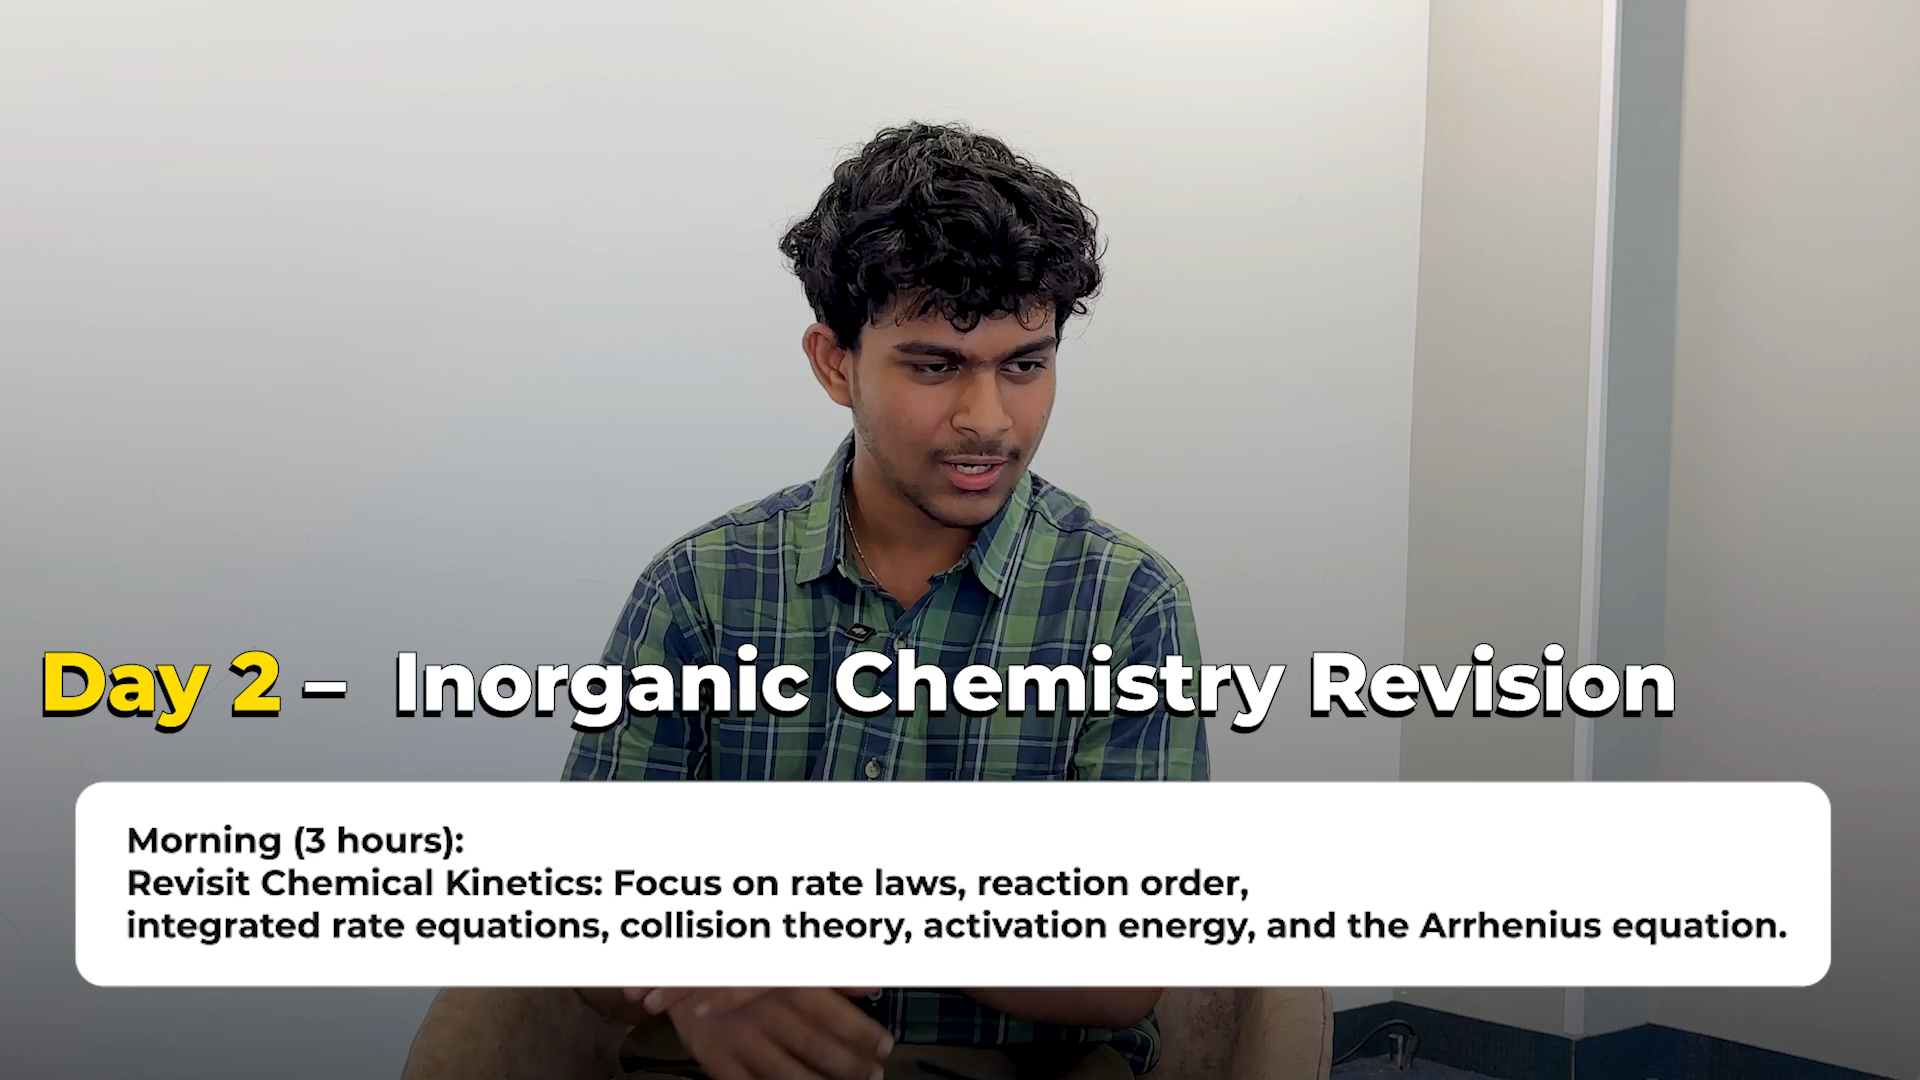 Day 2 – Inorganic Chemistry Revision
Morning (3 hours):
Revisit Chemical Kinetics: Focus on rate laws, reaction order,
integrated rate equations, collision theory, activation energy, and the Arrhenius equation.